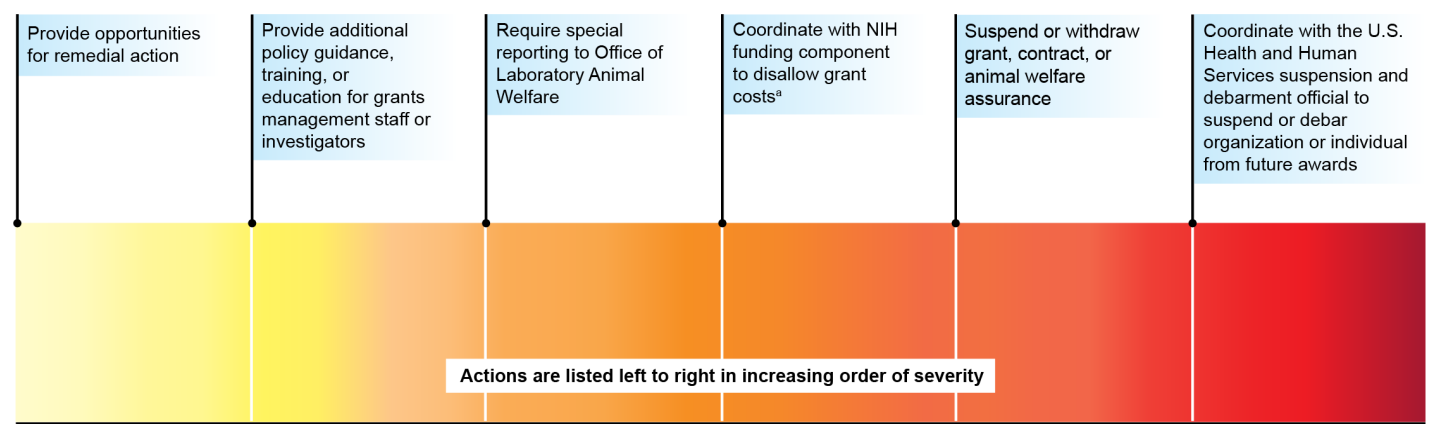 Provide opportunities
for remedial action
Provide additional
policy guidance,
training, or
education for grants
management staff or
investigators
Require special
reporting to Office of
Laboratory Animal
Welfare
Coordinate with NIH
funding component
to disallow grant
costsᵃ
Suspend or withdraw
grant, contract, or
animal welfare
assurance
Coordinate with the U.S.
Health and Human
Services suspension and
debarment official to
suspend or debar
organization or individual
from future awards
Actions are listed left to right in increasing order of severity